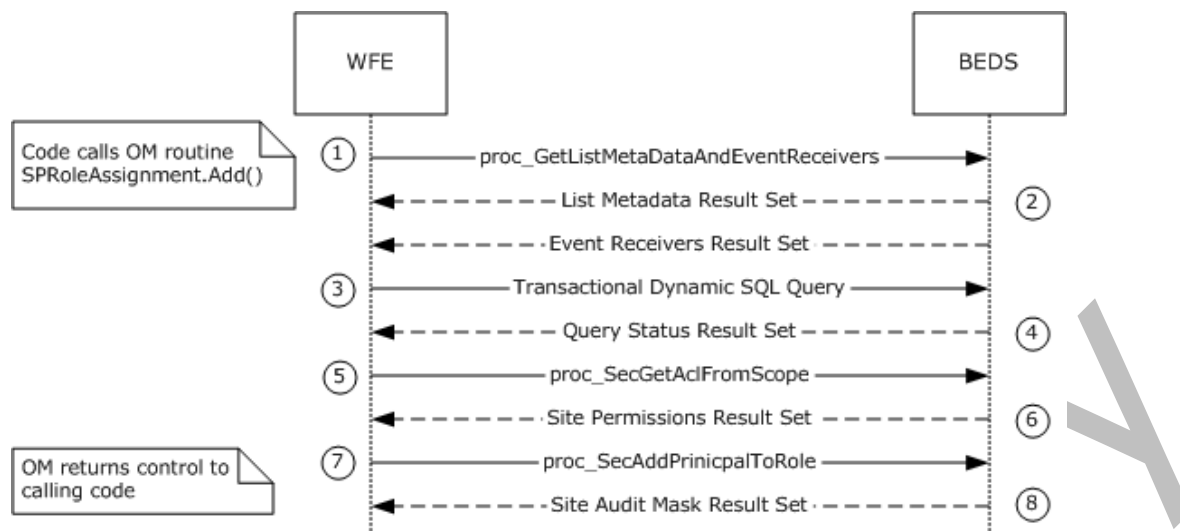 WFE
BEDS
Code calls OM routine
SPRoleAssignment.Add()
1
proc_GetListMetaDataAndEventReceivers
List Metadata Result Set
2
Event Receivers Result Set
3
Transactional Dynamic SQL Query
Query Status Result Set
4
5
proc_SecGetAclFromScope
Site Permissions Result Set
6
OM returns control to
calling code
7
proc_SecAddPrinicpalToRole
Site Audit Mask Result Set
8